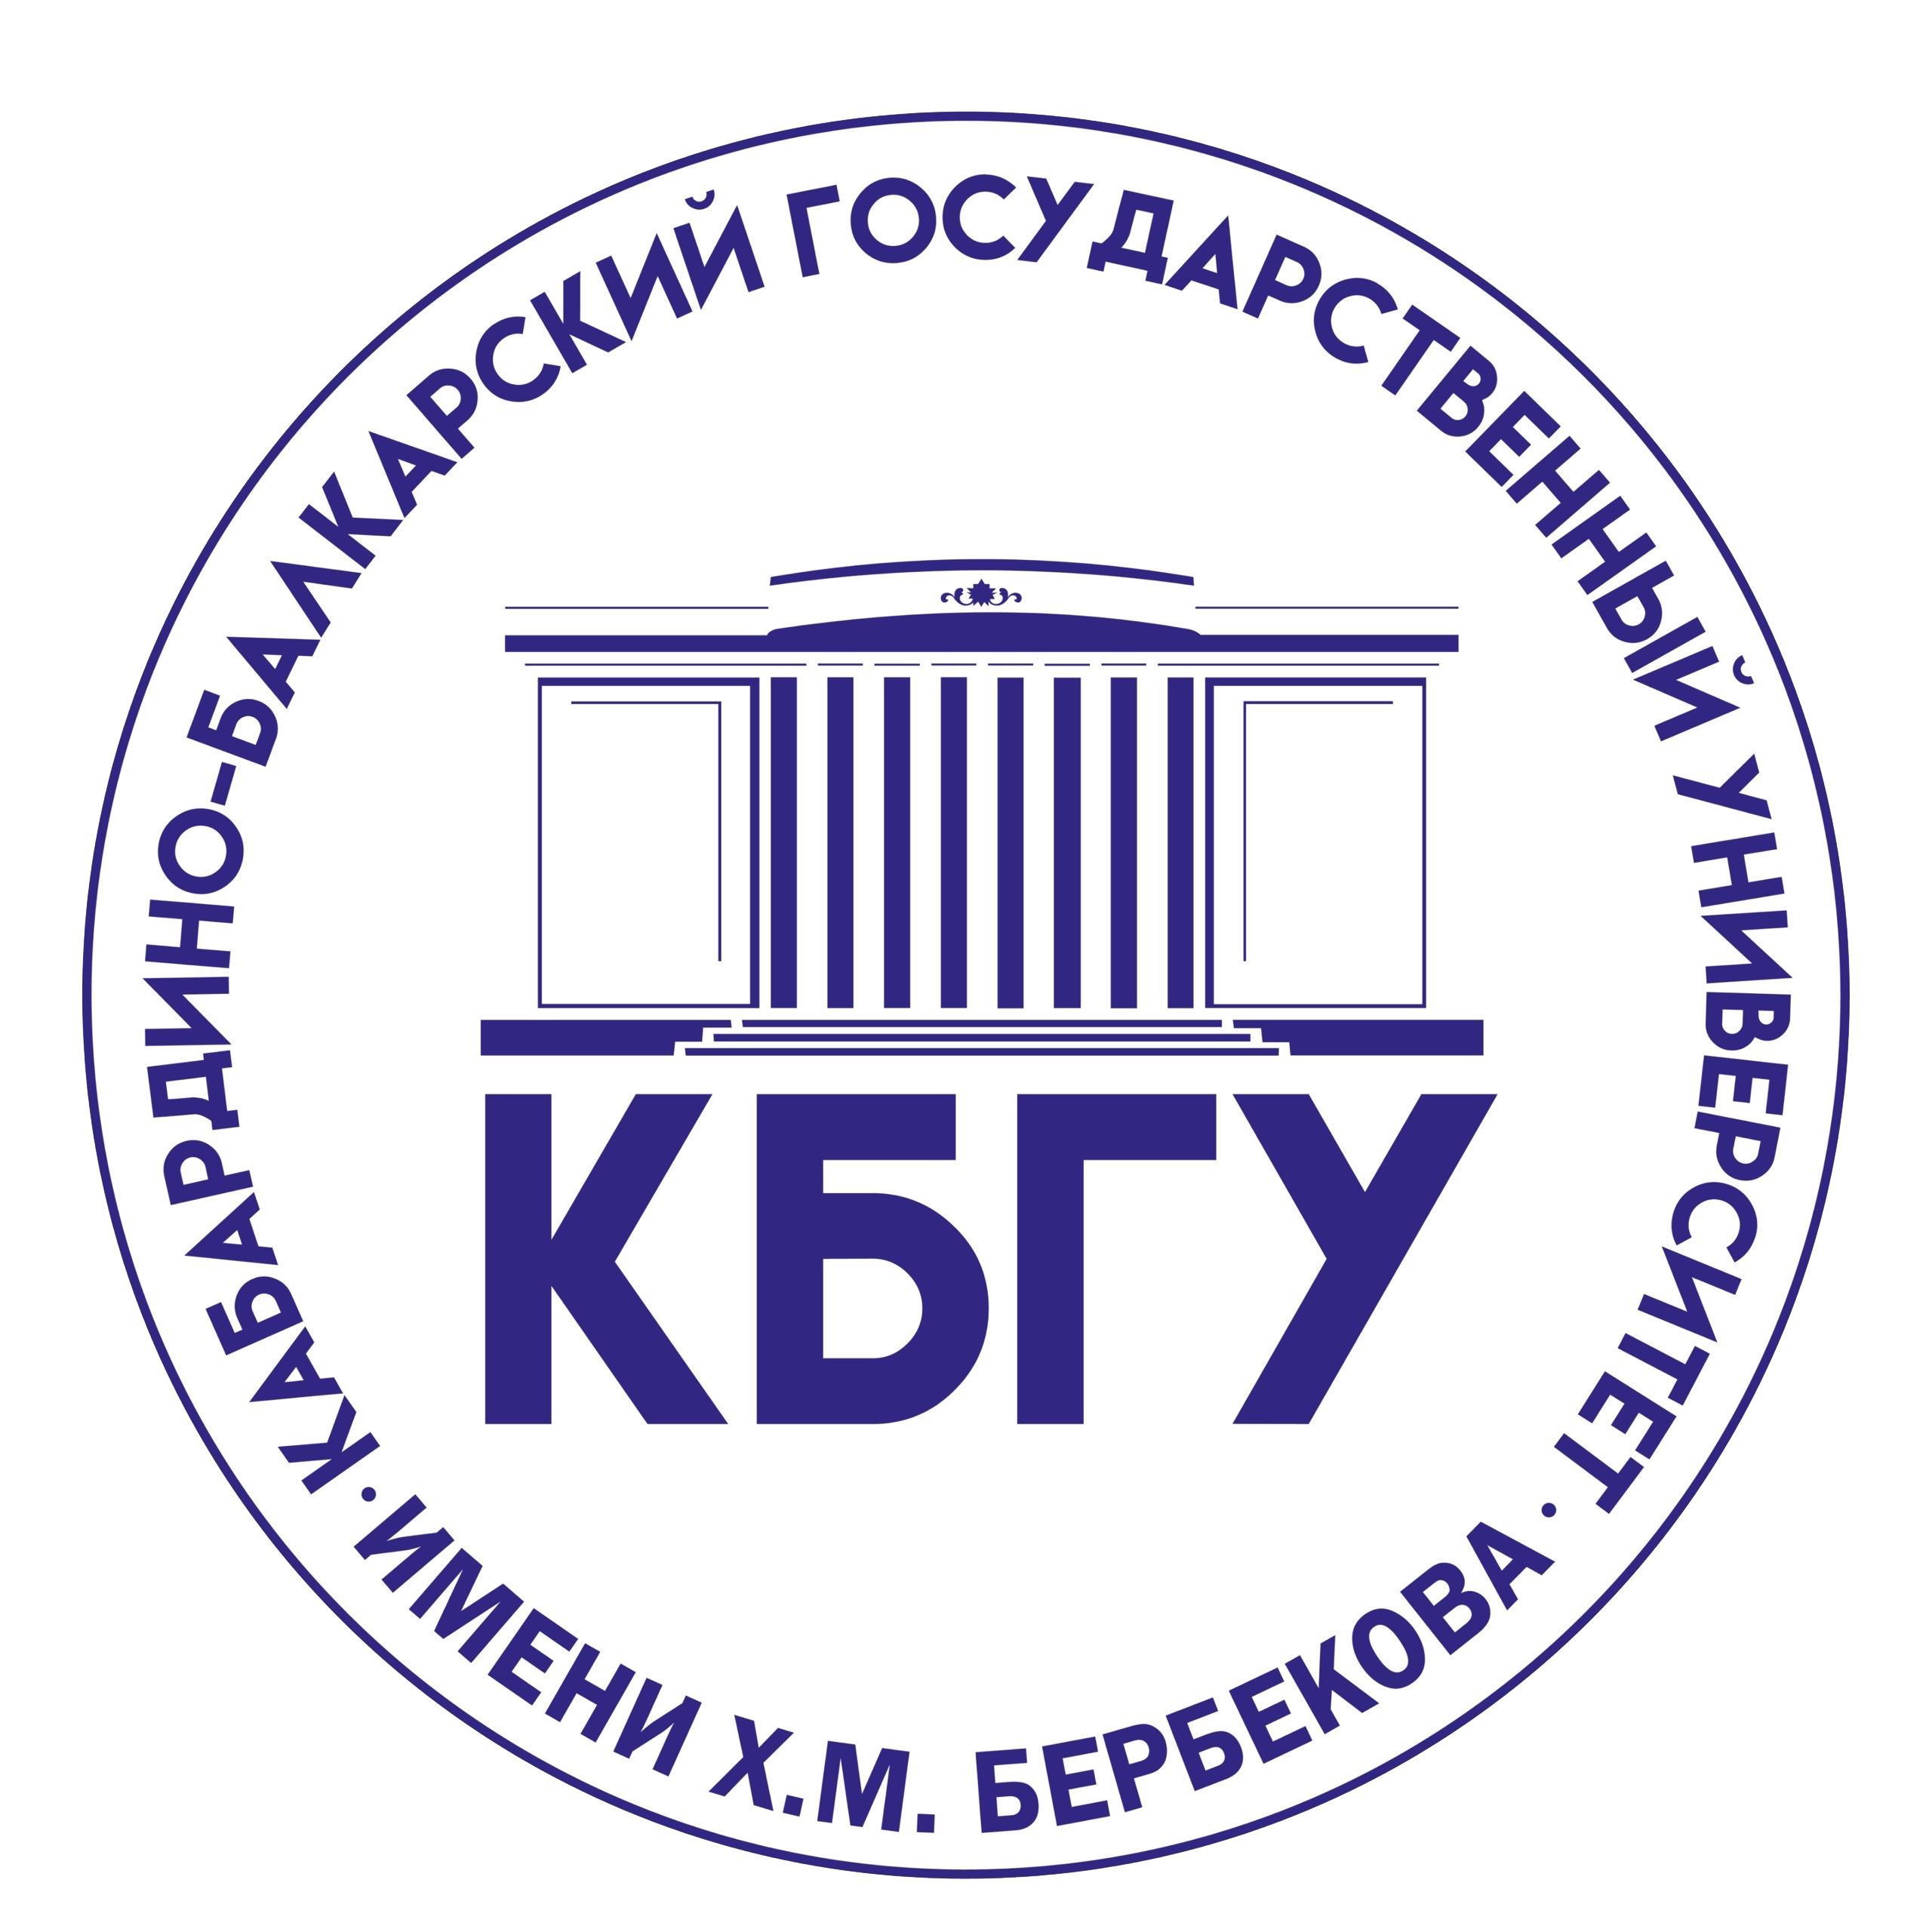 КАБАРДИНО-БАЛКАРСКИЙ ГОСУДАРСТВЕННЫЙ УНИВЕРСИТЕТ
• ИМЕНИ Х.М. БЕРБЕКОВА •
КБГУ